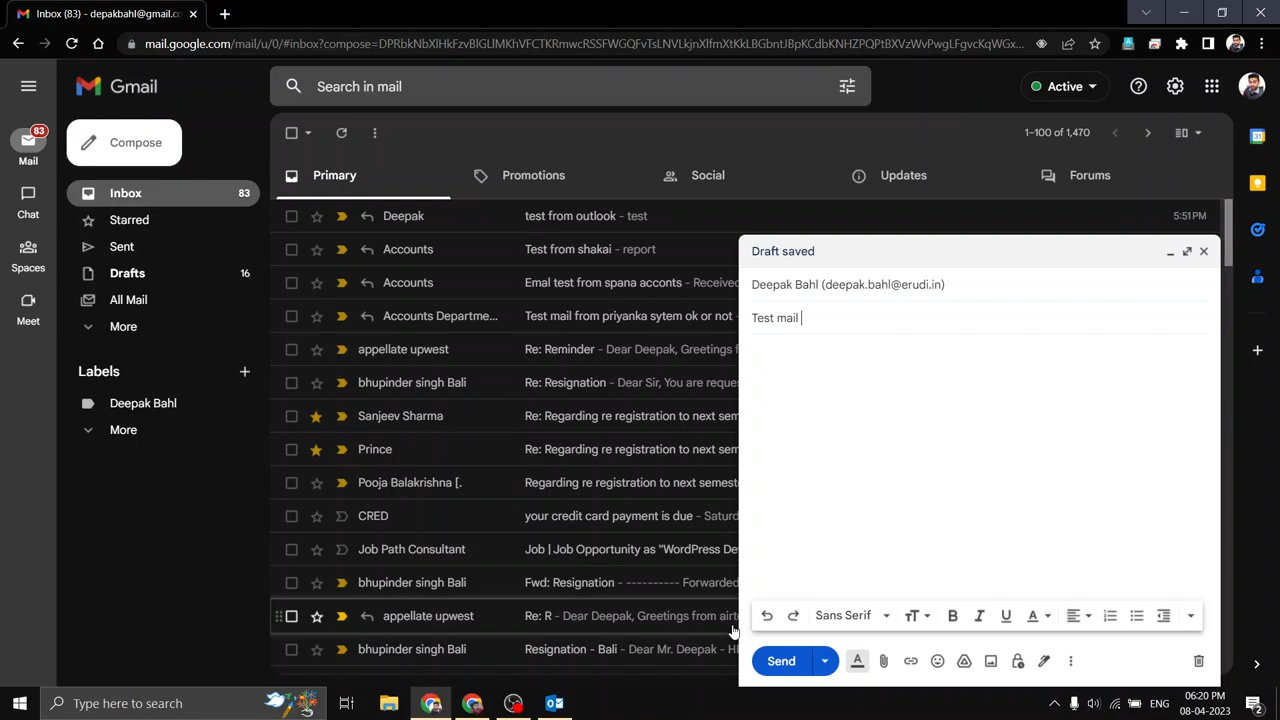 Inbox (83) - depakbahl@gmail.co
mail.google.com/mail/u/0/#inbox?compose=
Gmail
Search in mail
Active
83
Mail
Chat
Spaces
Meet
Compose
Inbox 83
Starred
Sent
Drafts 16
All Mail
More
Labels
Deepak Bahl
More
1–100 of 1,470
Primary
Promotions
Social
Updates
Forums
Deepak test from outlook - test 5:51 PM
Accounts Test from shakai - report
Accounts Emal test from spana acconts - Received
Accounts Departme... Test mail from priyanka sytem ok or not -
appellate upwest Re: Reminder - Dear Deepak, Greetings f
bhupinder singh Bali Re: Resignation - Dear Sir, You are reque
Sanjeev Sharma Re: Regarding re registration to next sem
Prince Re: Regarding re registration to next sem
Pooja Balakrishna [. Regarding re registration to next semest
CRED your credit card payment is due - Saturd
Job Path Consultant Job | Job Opportunity as "WordPress De
bhupinder singh Bali Fwd: Resignation - ---------- Forwarded
appellate upwest Re: R - Dear Deepak, Greetings from airt
bhupinder singh Bali Resignation - Bali - Dear Mr. Deepak - H
Draft saved
Deepak Bahl (deepak.bahl@erudi.in)
Test mail
Sans Serif
Send
Type here to search
06:20 PM
08-04-2023
2